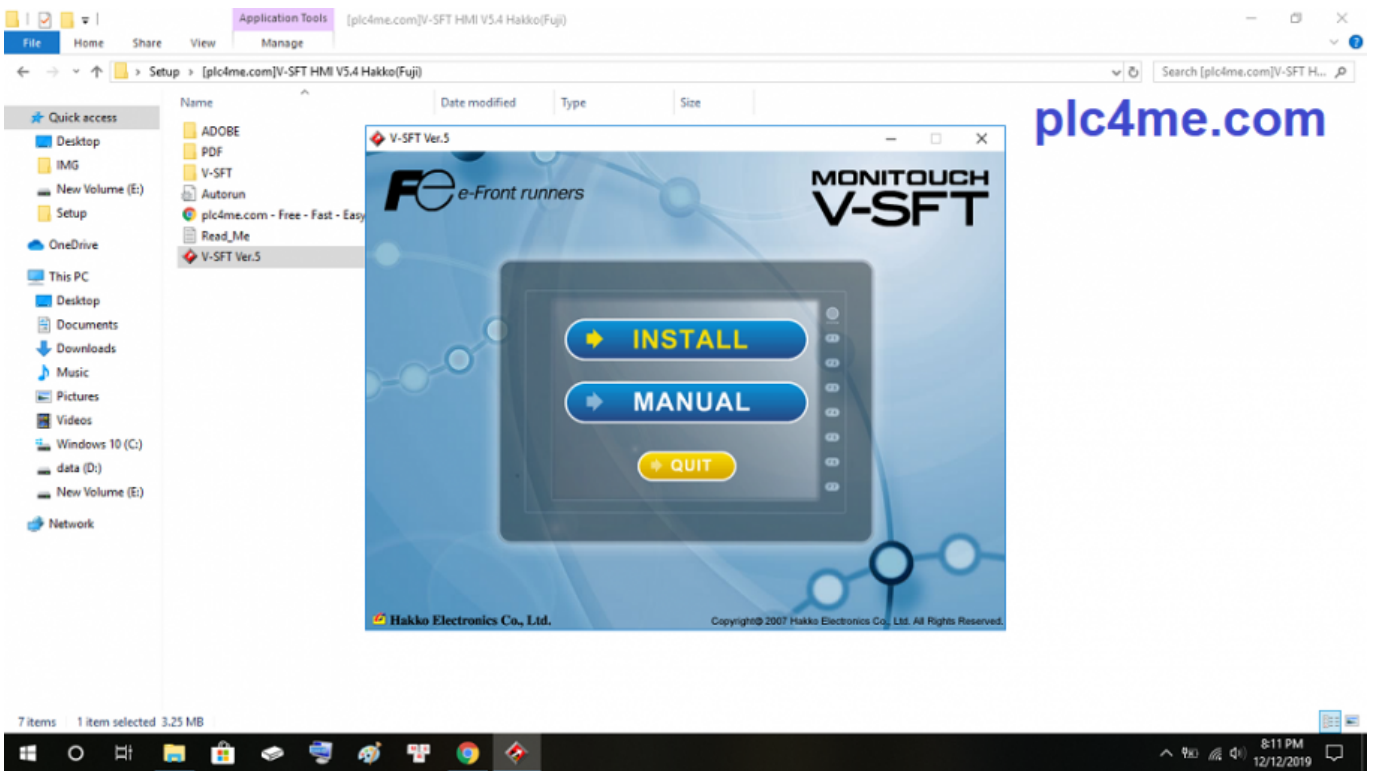 Application Tools
[plc4me.com]V-SFT HMI V5.4 Hakko(Fuji)
File Home Share View Manage
Setup › [plc4me.com]V-SFT HMI V5.4 Hakko(Fuji)
Search [plc4me.com]V-SFT H...
Name Date modified Type Size
plc4me.com
Quick access
Desktop
IMG
New Volume (E:)
Setup
OneDrive
This PC
Desktop
Documents
Downloads
Music
Pictures
Videos
Windows 10 (C:)
data (D:)
New Volume (E:)
Network
ADOBE
PDF
V-SFT
Autorun
plc4me.com - Free - Fast - Easy
Read_Me
V-SFT Ver.5
V-SFT Ver.5
Fe e-Front runners
MONITOUCH
V-SFT
INSTALL
MANUAL
QUIT
Hakko Electronics Co., Ltd.
Copyright© 2007 Hakko Electronics Co., Ltd. All Rights Reserved.
7 items 1 item selected 3.25 MB
8:11 PM
12/12/2019